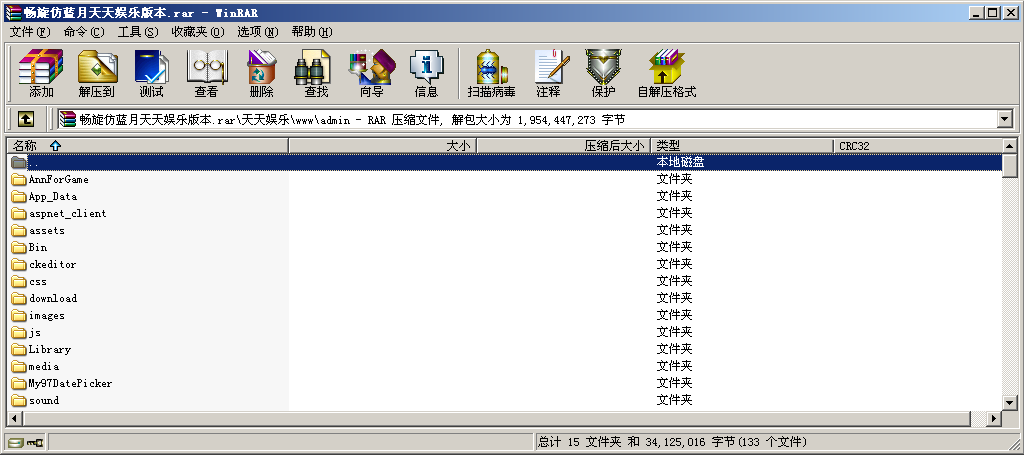 畅旋仿蓝月天天娱乐版本.rar - WinRAR
文件(F) 命令(C) 工具(S) 收藏夹(O) 选项(N) 帮助(H)
添加 解压到 测试 查看 删除 查找 向导 信息 扫描病毒 注释 保护 自解压格式
畅旋仿蓝月天天娱乐版本.rar\天天娱乐\www\admin - RAR 压缩文件, 解包大小为 1,954,447,273 字节
名称 大小 压缩后大小 类型 CRC32
.. 本地磁盘
AnnForGame 文件夹
App_Data 文件夹
aspnet_client 文件夹
assets 文件夹
Bin 文件夹
ckeditor 文件夹
css 文件夹
download 文件夹
images 文件夹
js 文件夹
Library 文件夹
media 文件夹
My97DatePicker 文件夹
sound 文件夹
总计 15 文件夹 和 34,125,016 字节(133 个文件)